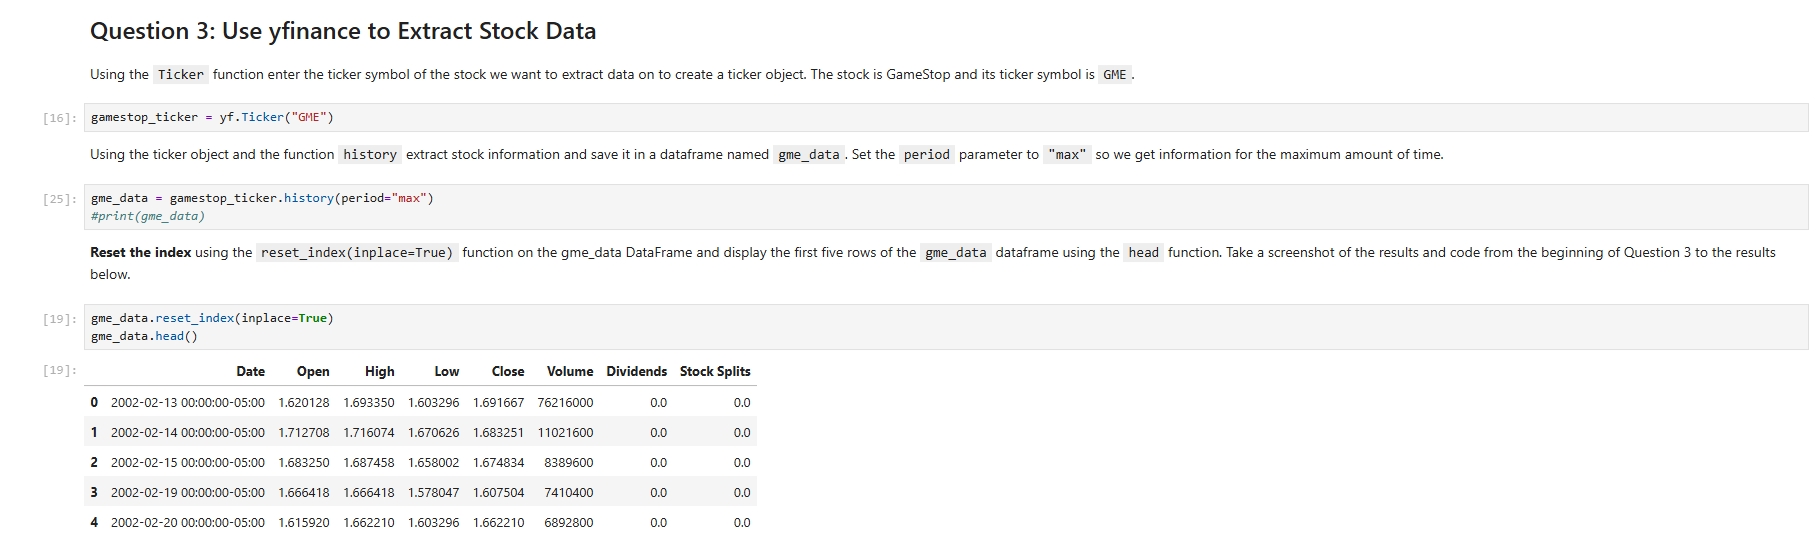 Question 3: Use yfinance to Extract Stock Data
Using the Ticker function enter the ticker symbol of the stock we want to extract data on to create a ticker object. The stock is GameStop and its ticker symbol is GME .
[16]: gamestop_ticker = yf.Ticker("GME")
Using the ticker object and the function history extract stock information and save it in a dataframe named gme_data . Set the period parameter to "max" so we get information for the maximum amount of time.
[25]: gme_data = gamestop_ticker.history(period="max")
#print(gme_data)
Reset the index using the reset_index(inplace=True) function on the gme_data DataFrame and display the first five rows of the gme_data dataframe using the head function. Take a screenshot of the results and code from the beginning of Question 3 to the results
below.
[19]: gme_data.reset_index(inplace=True)
gme_data.head()
[19]: Date Open High Low Close Volume Dividends Stock Splits
0 2002-02-13 00:00:00-05:00 1.620128 1.693350 1.603296 1.691667 76216000 0.0 0.0
1 2002-02-14 00:00:00-05:00 1.712708 1.716074 1.670626 1.683251 11021600 0.0 0.0
2 2002-02-15 00:00:00-05:00 1.683250 1.687458 1.658002 1.674834 8389600 0.0 0.0
3 2002-02-19 00:00:00-05:00 1.666418 1.666418 1.578047 1.607504 7410400 0.0 0.0
4 2002-02-20 00:00:00-05:00 1.615920 1.662210 1.603296 1.662210 6892800 0.0 0.0